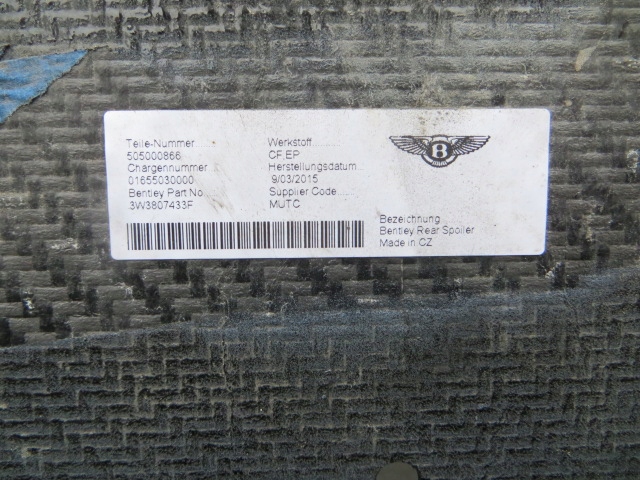 Teile-Nummer
505000866
Chargennummer
01655030000
Bentley Part No
3W3807433F
Werkstoff
CF,EP
Herstellungsdatum
9/03/2015
Supplier Code
MUTC
B
Bezeichnung
Bentley Rear Spoiler
Made in CZ